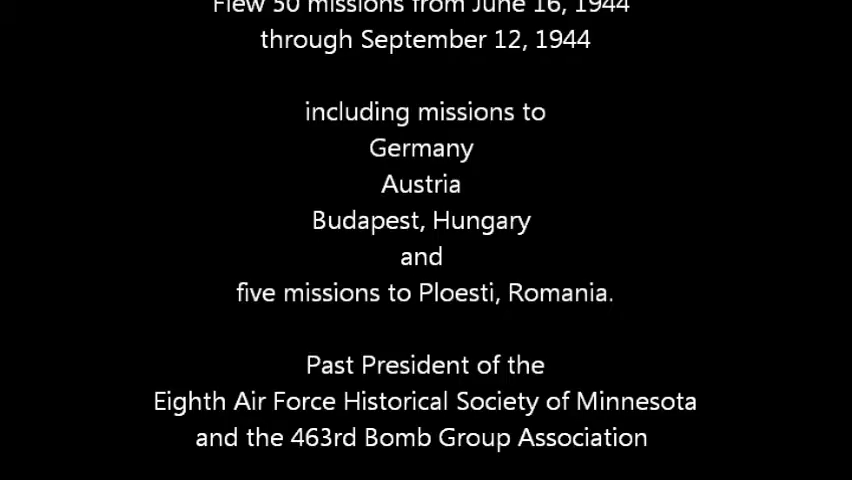 Flew 50 missions from June 16, 1944
through September 12, 1944
including missions to
Germany
Austria
Budapest, Hungary
and
five missions to Ploesti, Romania.
Past President of the
Eighth Air Force Historical Society of Minnesota
and the 463rd Bomb Group Association